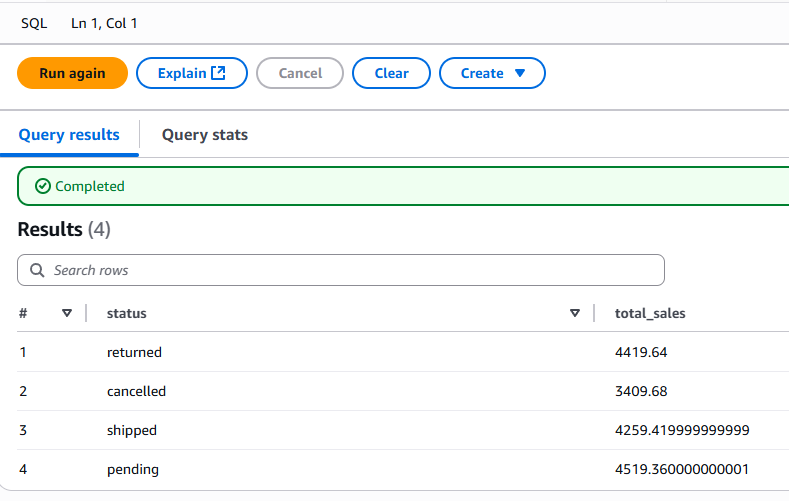 SQL Ln 1, Col 1
Run again Explain Cancel Clear Create
Query results Query stats
Completed
Results (4)
Search rows
# status total_sales
1 returned 4419.64
2 cancelled 3409.68
3 shipped 4259.419999999999
4 pending 4519.360000000001